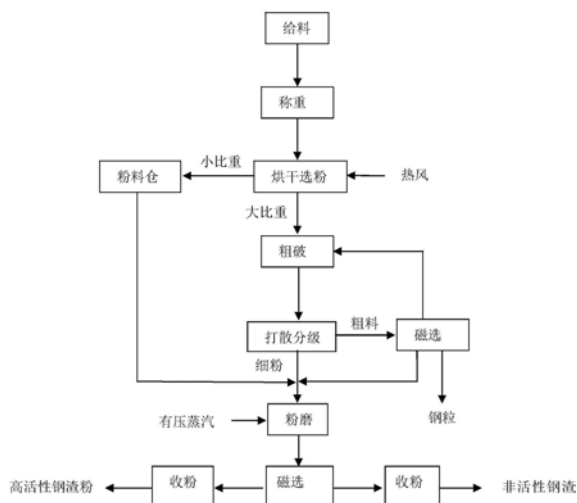 给料
称重
小比重
粉料仓
烘干选粉
热风
大比重
粗破
粗料
打散分级
磁选
细粉
有压蒸汽
粉磨
钢粒
高活性钢渣粉
收粉
磁选
收粉
非活性钢渣